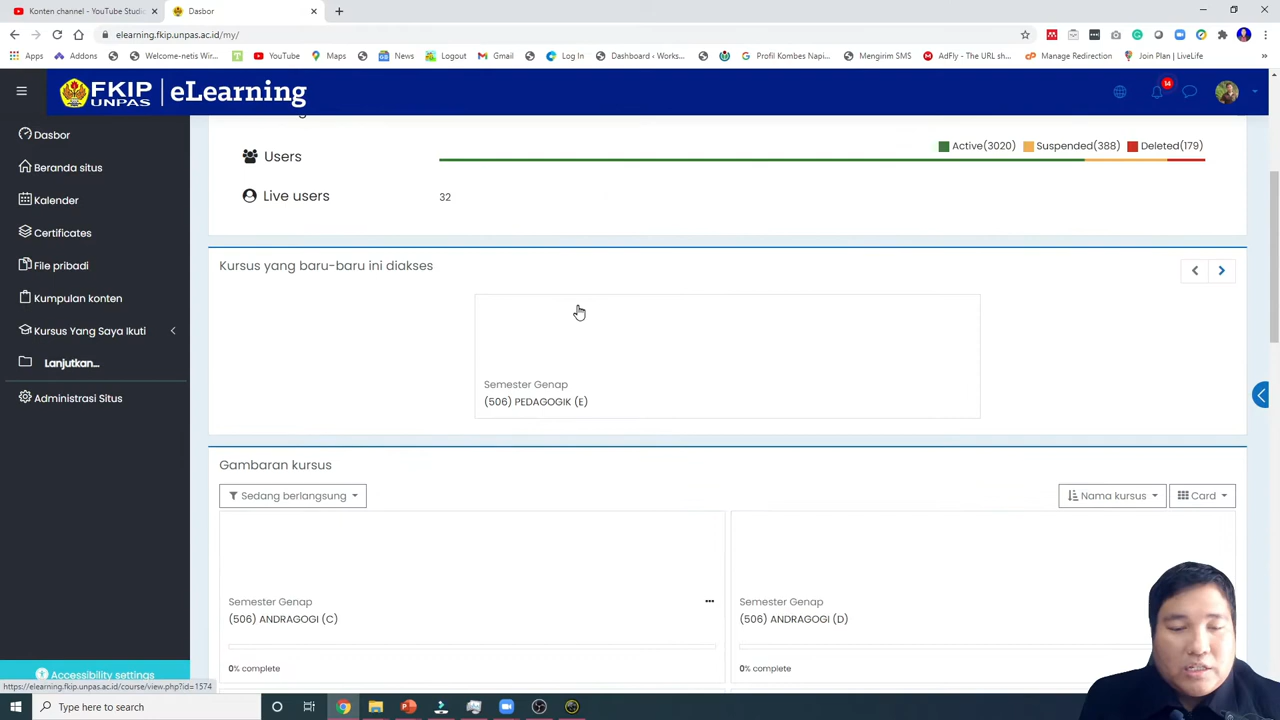 Konten channel - YouTube Studi
Dasbor
elearning.fkip.unpas.ac.id/my/
Apps
Addons
Welcome-netis Wir...
YouTube
Maps
News
Logout
Gmail
Log In
Dashboard ‹ Works...
Profil Kombes Napi...
Mengirim SMS
AdFly - The URL sh...
Manage Redirection
Join Plan | LiveLife
FKIP UNPAS | eLearning
14
Dasbor
Beranda situs
Kalender
Certificates
File pribadi
Kumpulan konten
Kursus Yang Saya Ikuti
Lanjutkan...
Administrasi Situs
Accessibility settings
Users
Active(3020) Suspended(388) Deleted(179)
Live users 32
Kursus yang baru-baru ini diakses
Semester Genap
(506) PEDAGOGIK (E)
Gambaran kursus
Sedang berlangsung
Nama kursus
Card
Semester Genap
(506) ANDRAGOGI (C)
0% complete
Semester Genap
(506) ANDRAGOGI (D)
0% complete
https://elearning.fkip.unpas.ac.id/course/view.php?id=1574
Type here to search